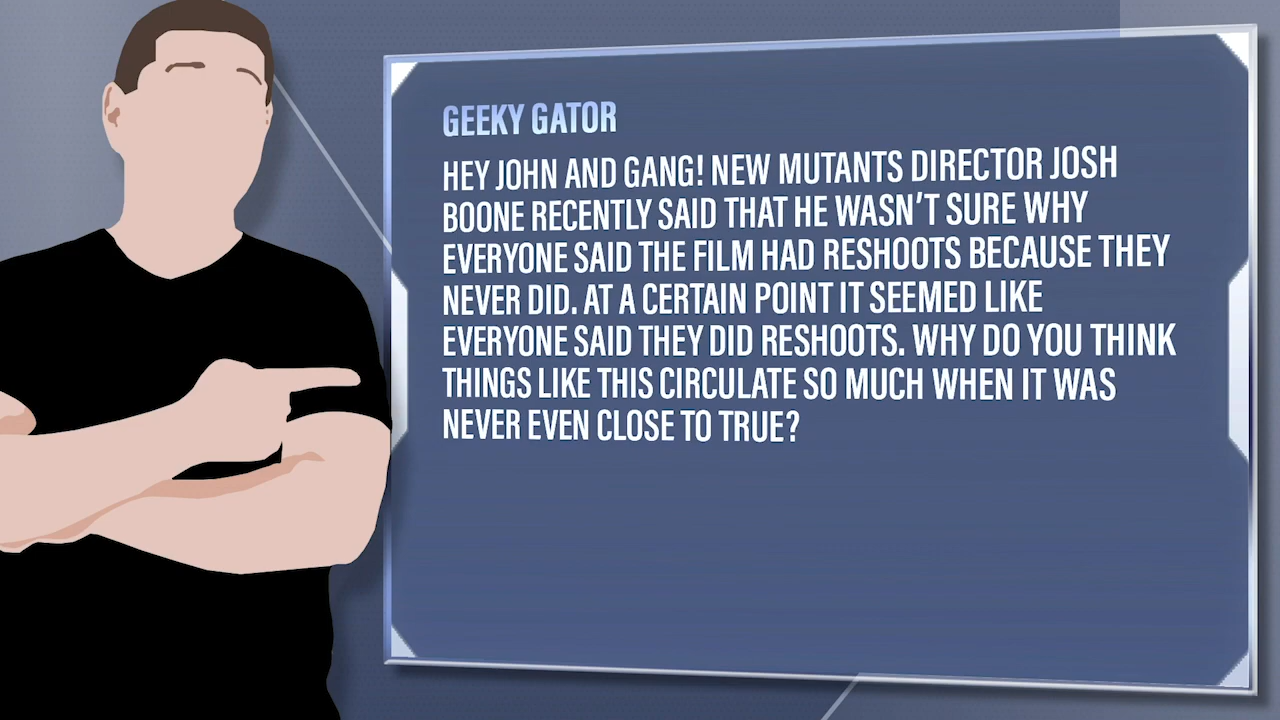 GEEKY GATOR
HEY JOHN AND GANG! NEW MUTANTS DIRECTOR JOSH
BOONE RECENTLY SAID THAT HE WASN'T SURE WHY
EVERYONE SAID THE FILM HAD RESHOOTS BECAUSE THEY
NEVER DID. AT A CERTAIN POINT IT SEEMED LIKE
EVERYONE SAID THEY DID RESHOOTS. WHY DO YOU THINK
THINGS LIKE THIS CIRCULATE SO MUCH WHEN IT WAS
NEVER EVEN CLOSE TO TRUE?